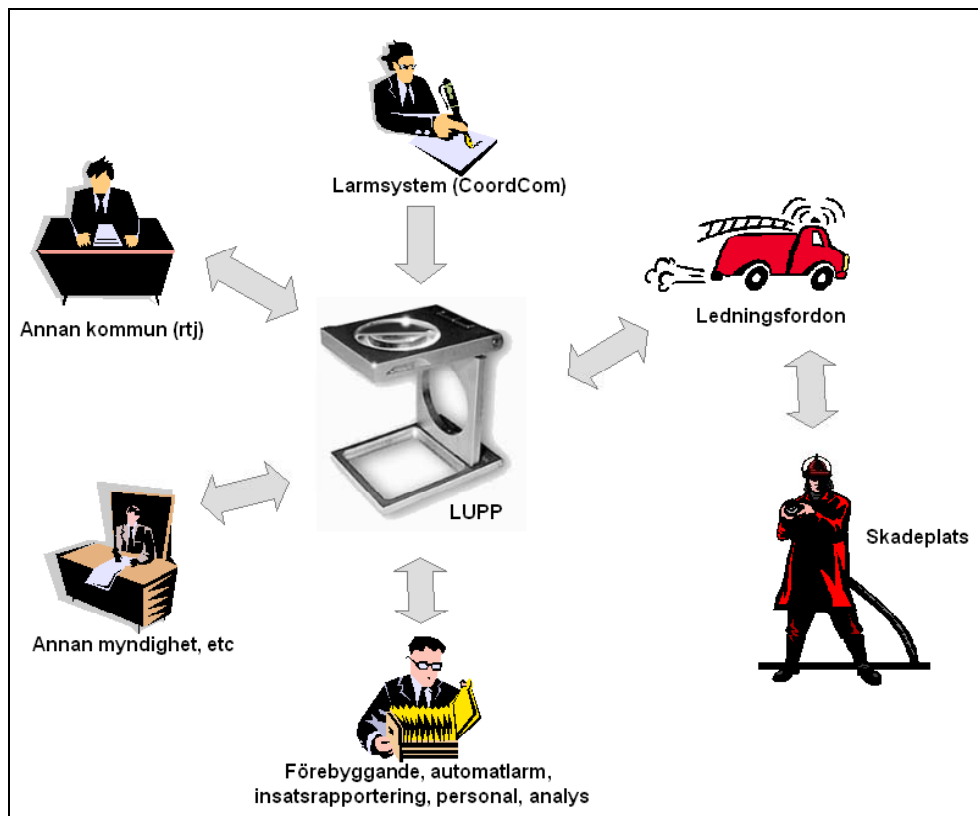 Larmsystem (CoordCom)
Annan kommun (rtj)
Ledningsfordon
LUPP
Skadeplats
Annan myndighet, etc
Förebyggande, automatlarm,
insatsrapportering, personal, analys